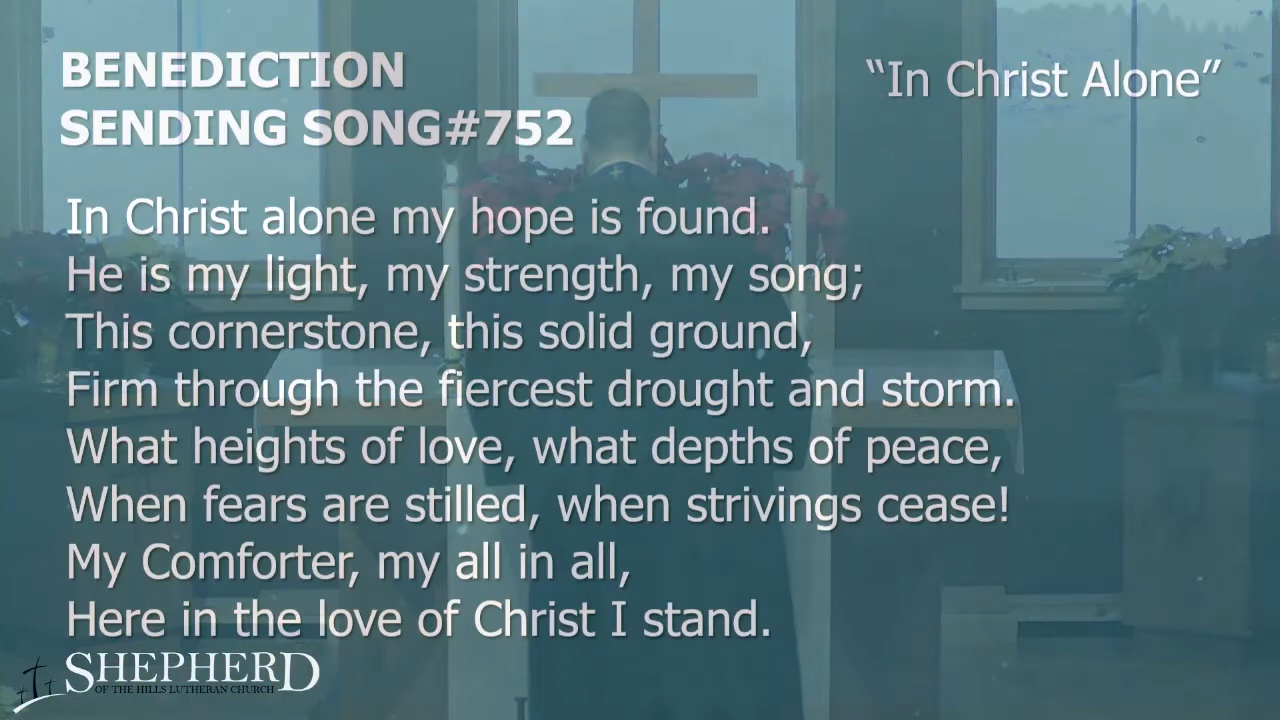 BENEDICTION
“In Christ Alone”
SENDING SONG#752
In Christ alone my hope is found.
He is my light, my strength, my song;
This cornerstone, this solid ground,
Firm through the fiercest drought and storm.
What heights of love, what depths of peace,
When fears are stilled, when strivings cease!
My Comforter, my all in all,
Here in the love of Christ I stand.
SHEPHERD
OF THE HILLS LUTHERAN CHURCH